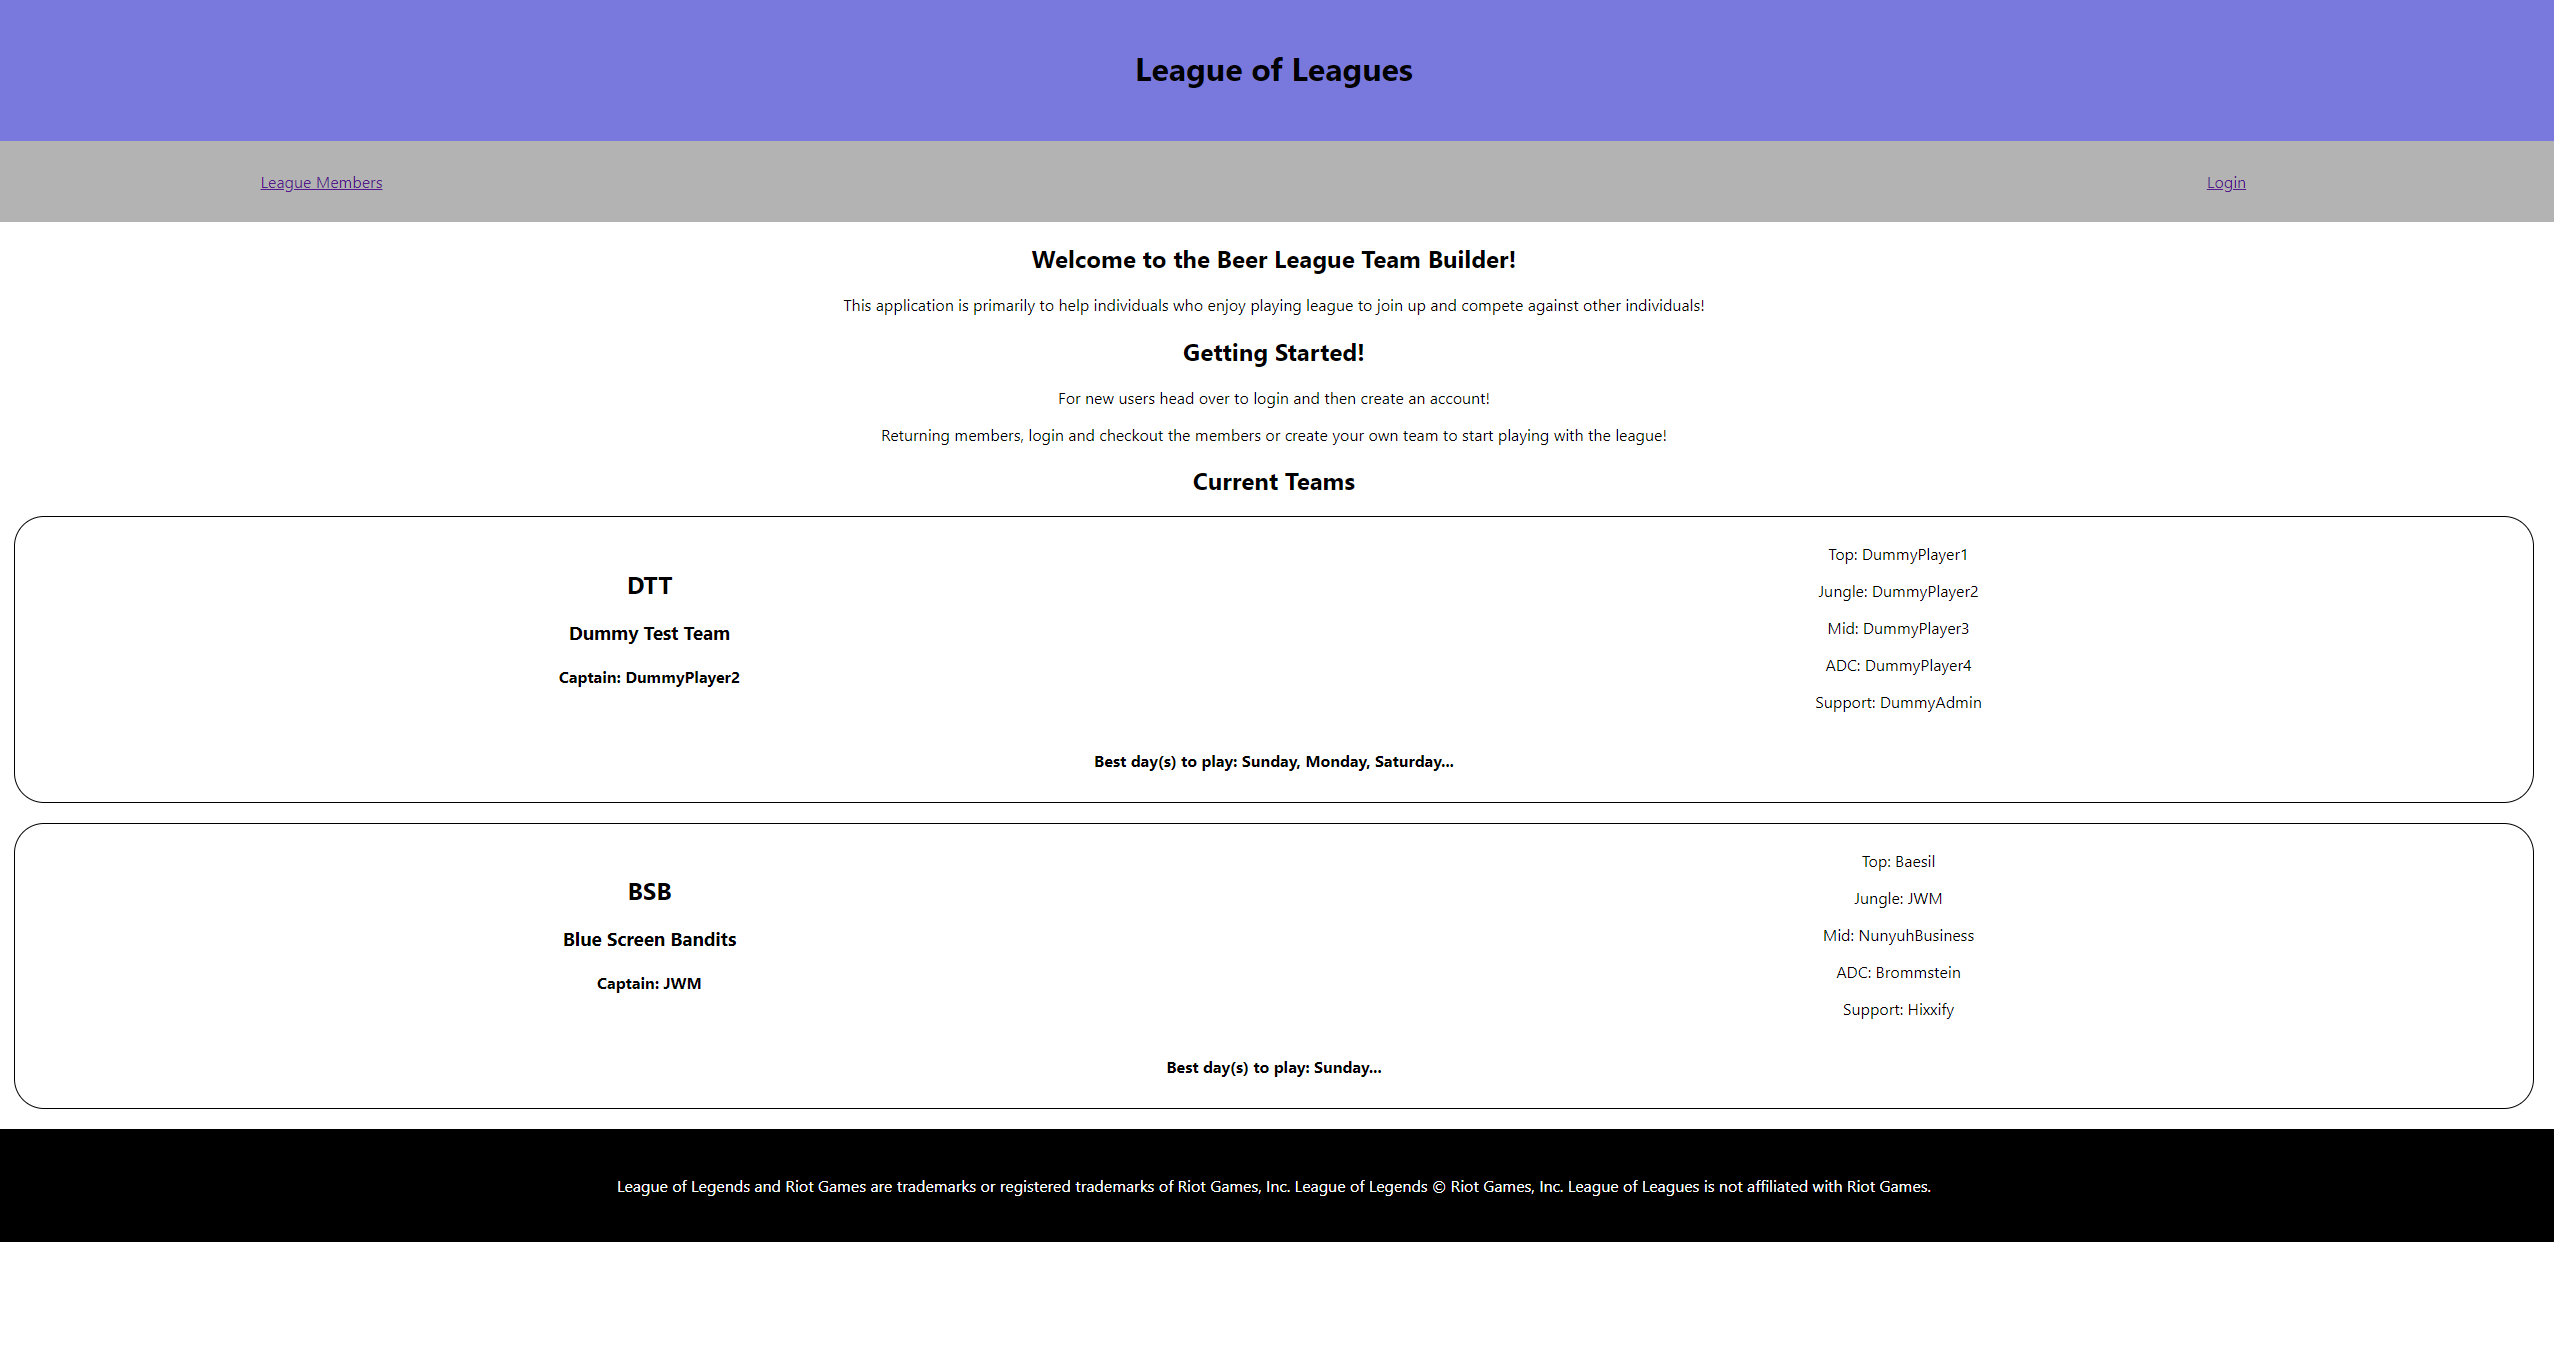 League of Leagues
League Members
Login
Welcome to the Beer League Team Builder!
This application is primarily to help individuals who enjoy playing league to join up and compete against other individuals!
Getting Started!
For new users head over to login and then create an account!
Returning members, login and checkout the members or create your own team to start playing with the league!
Current Teams
DTT
Dummy Test Team
Captain: DummyPlayer2
Top: DummyPlayer1
Jungle: DummyPlayer2
Mid: DummyPlayer3
ADC: DummyPlayer4
Support: DummyAdmin
Best day(s) to play: Sunday, Monday, Saturday...
BSB
Blue Screen Bandits
Captain: JWM
Top: Baesil
Jungle: JWM
Mid: NunyuhBusiness
ADC: Brommstein
Support: Hixxify
Best day(s) to play: Sunday...
League of Legends and Riot Games are trademarks or registered trademarks of Riot Games, Inc. League of Legends © Riot Games, Inc. League of Leagues is not affiliated with Riot Games.